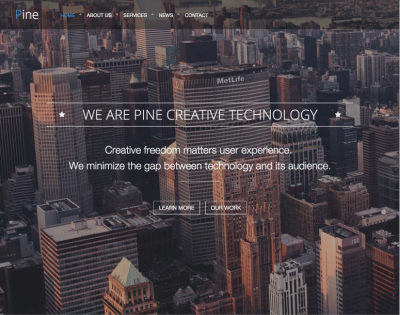 Pine
HOME ABOUT US SERVICES NEWS CONTACT
MetLife
WE ARE PINE CREATIVE TECHNOLOGY
Creative freedom matters user experience.
We minimize the gap between technology and its audience.
LEARN MORE OUR WORK